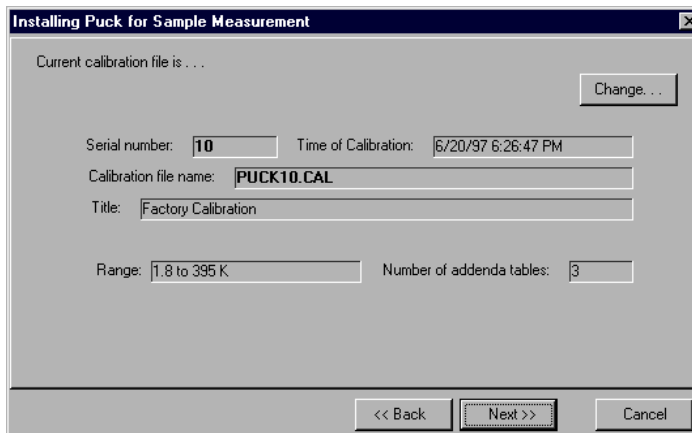 Installing Puck for Sample Measurement
Current calibration file is . . .
Change. . .
Serial number: 10 Time of Calibration: 6/20/97 6:26:47 PM
Calibration file name: PUCK10.CAL
Title: Factory Calibration
Range: 1.8 to 395 K Number of addenda tables: 3
<< Back Next >> Cancel